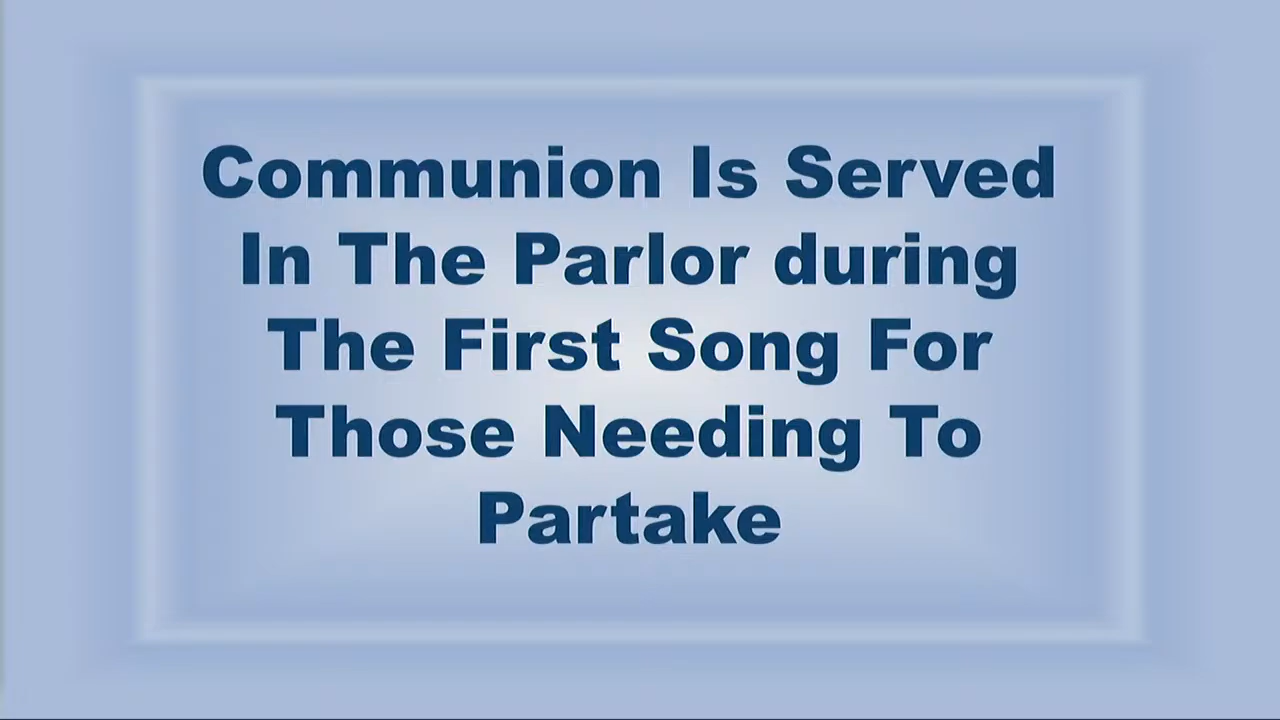 Communion Is Served
In The Parlor during
The First Song For
Those Needing To
Partake